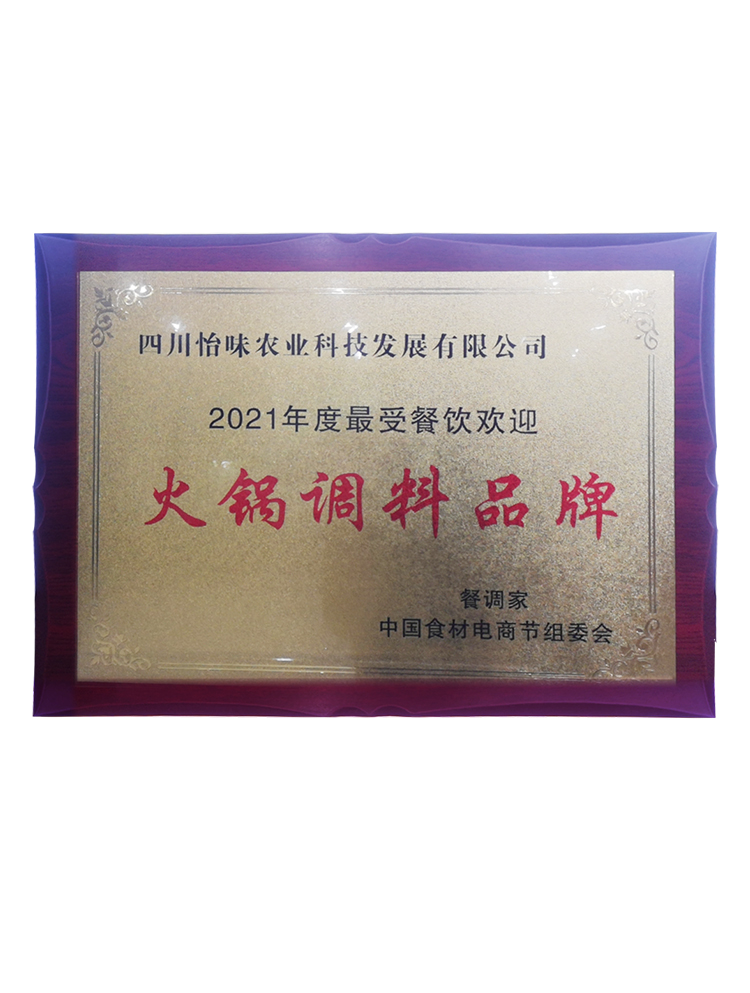 四川怡味农业科技发展有限公司
2021年度最受餐饮欢迎
火锅调料品牌
餐调家
中国食材电商节组委会